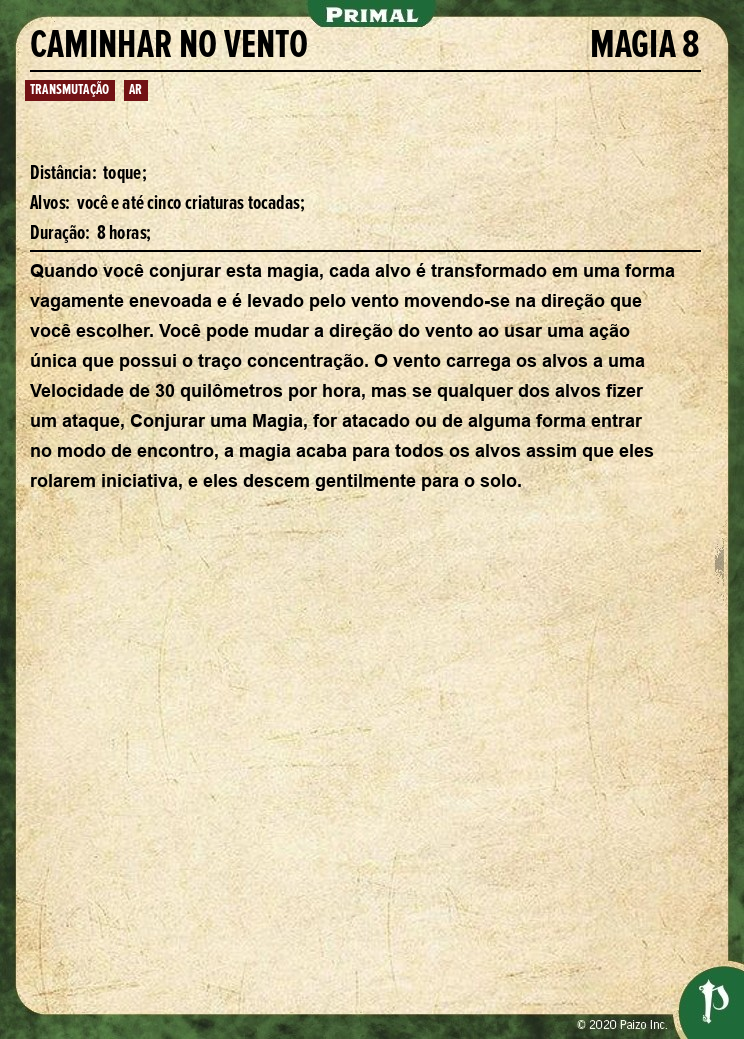 PRIMAL
CAMINHAR NO VENTO MAGIA 8
TRANSMUTAÇÃO AR
Distância: toque;
Alvos: você e até cinco criaturas tocadas;
Duração: 8 horas;
Quando você conjurar esta magia, cada alvo é transformado em uma forma
vagamente enevoada e é levado pelo vento movendo-se na direção que
você escolher. Você pode mudar a direção do vento ao usar uma ação
única que possui o traço concentração. O vento carrega os alvos a uma
Velocidade de 30 quilômetros por hora, mas se qualquer dos alvos fizer
um ataque, Conjurar uma Magia, for atacado ou de alguma forma entrar
no modo de encontro, a magia acaba para todos os alvos assim que eles
rolarem iniciativa, e eles descem gentilmente para o solo.
© 2020 Paizo Inc.
P